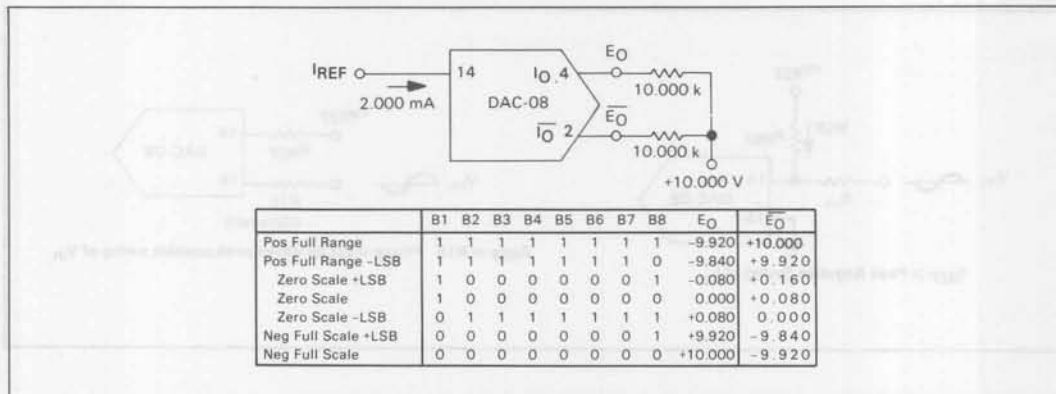 IREF
2.000 mA
14
DAC-08
IO 4
IO 2
EO
10.000 k
EO
10.000 k
+10.000 V
B1 B2 B3 B4 B5 B6 B7 B8 EO EO
Pos Full Range 1 1 1 1 1 1 1 1 -9.920 +10.000
Pos Full Range -LSB 1 1 1 1 1 1 1 0 -9.840 +9.920
Zero Scale +LSB 1 0 0 0 0 0 0 1 -0.080 +0.160
Zero Scale 1 0 0 0 0 0 0 0 0.000 +0.080
Zero Scale -LSB 0 1 1 1 1 1 1 1 +0.080 0.000
Neg Full Scale +LSB 0 0 0 0 0 0 0 1 +9.920 -9.840
Neg Full Scale 0 0 0 0 0 0 0 0 +10.000 -9.920